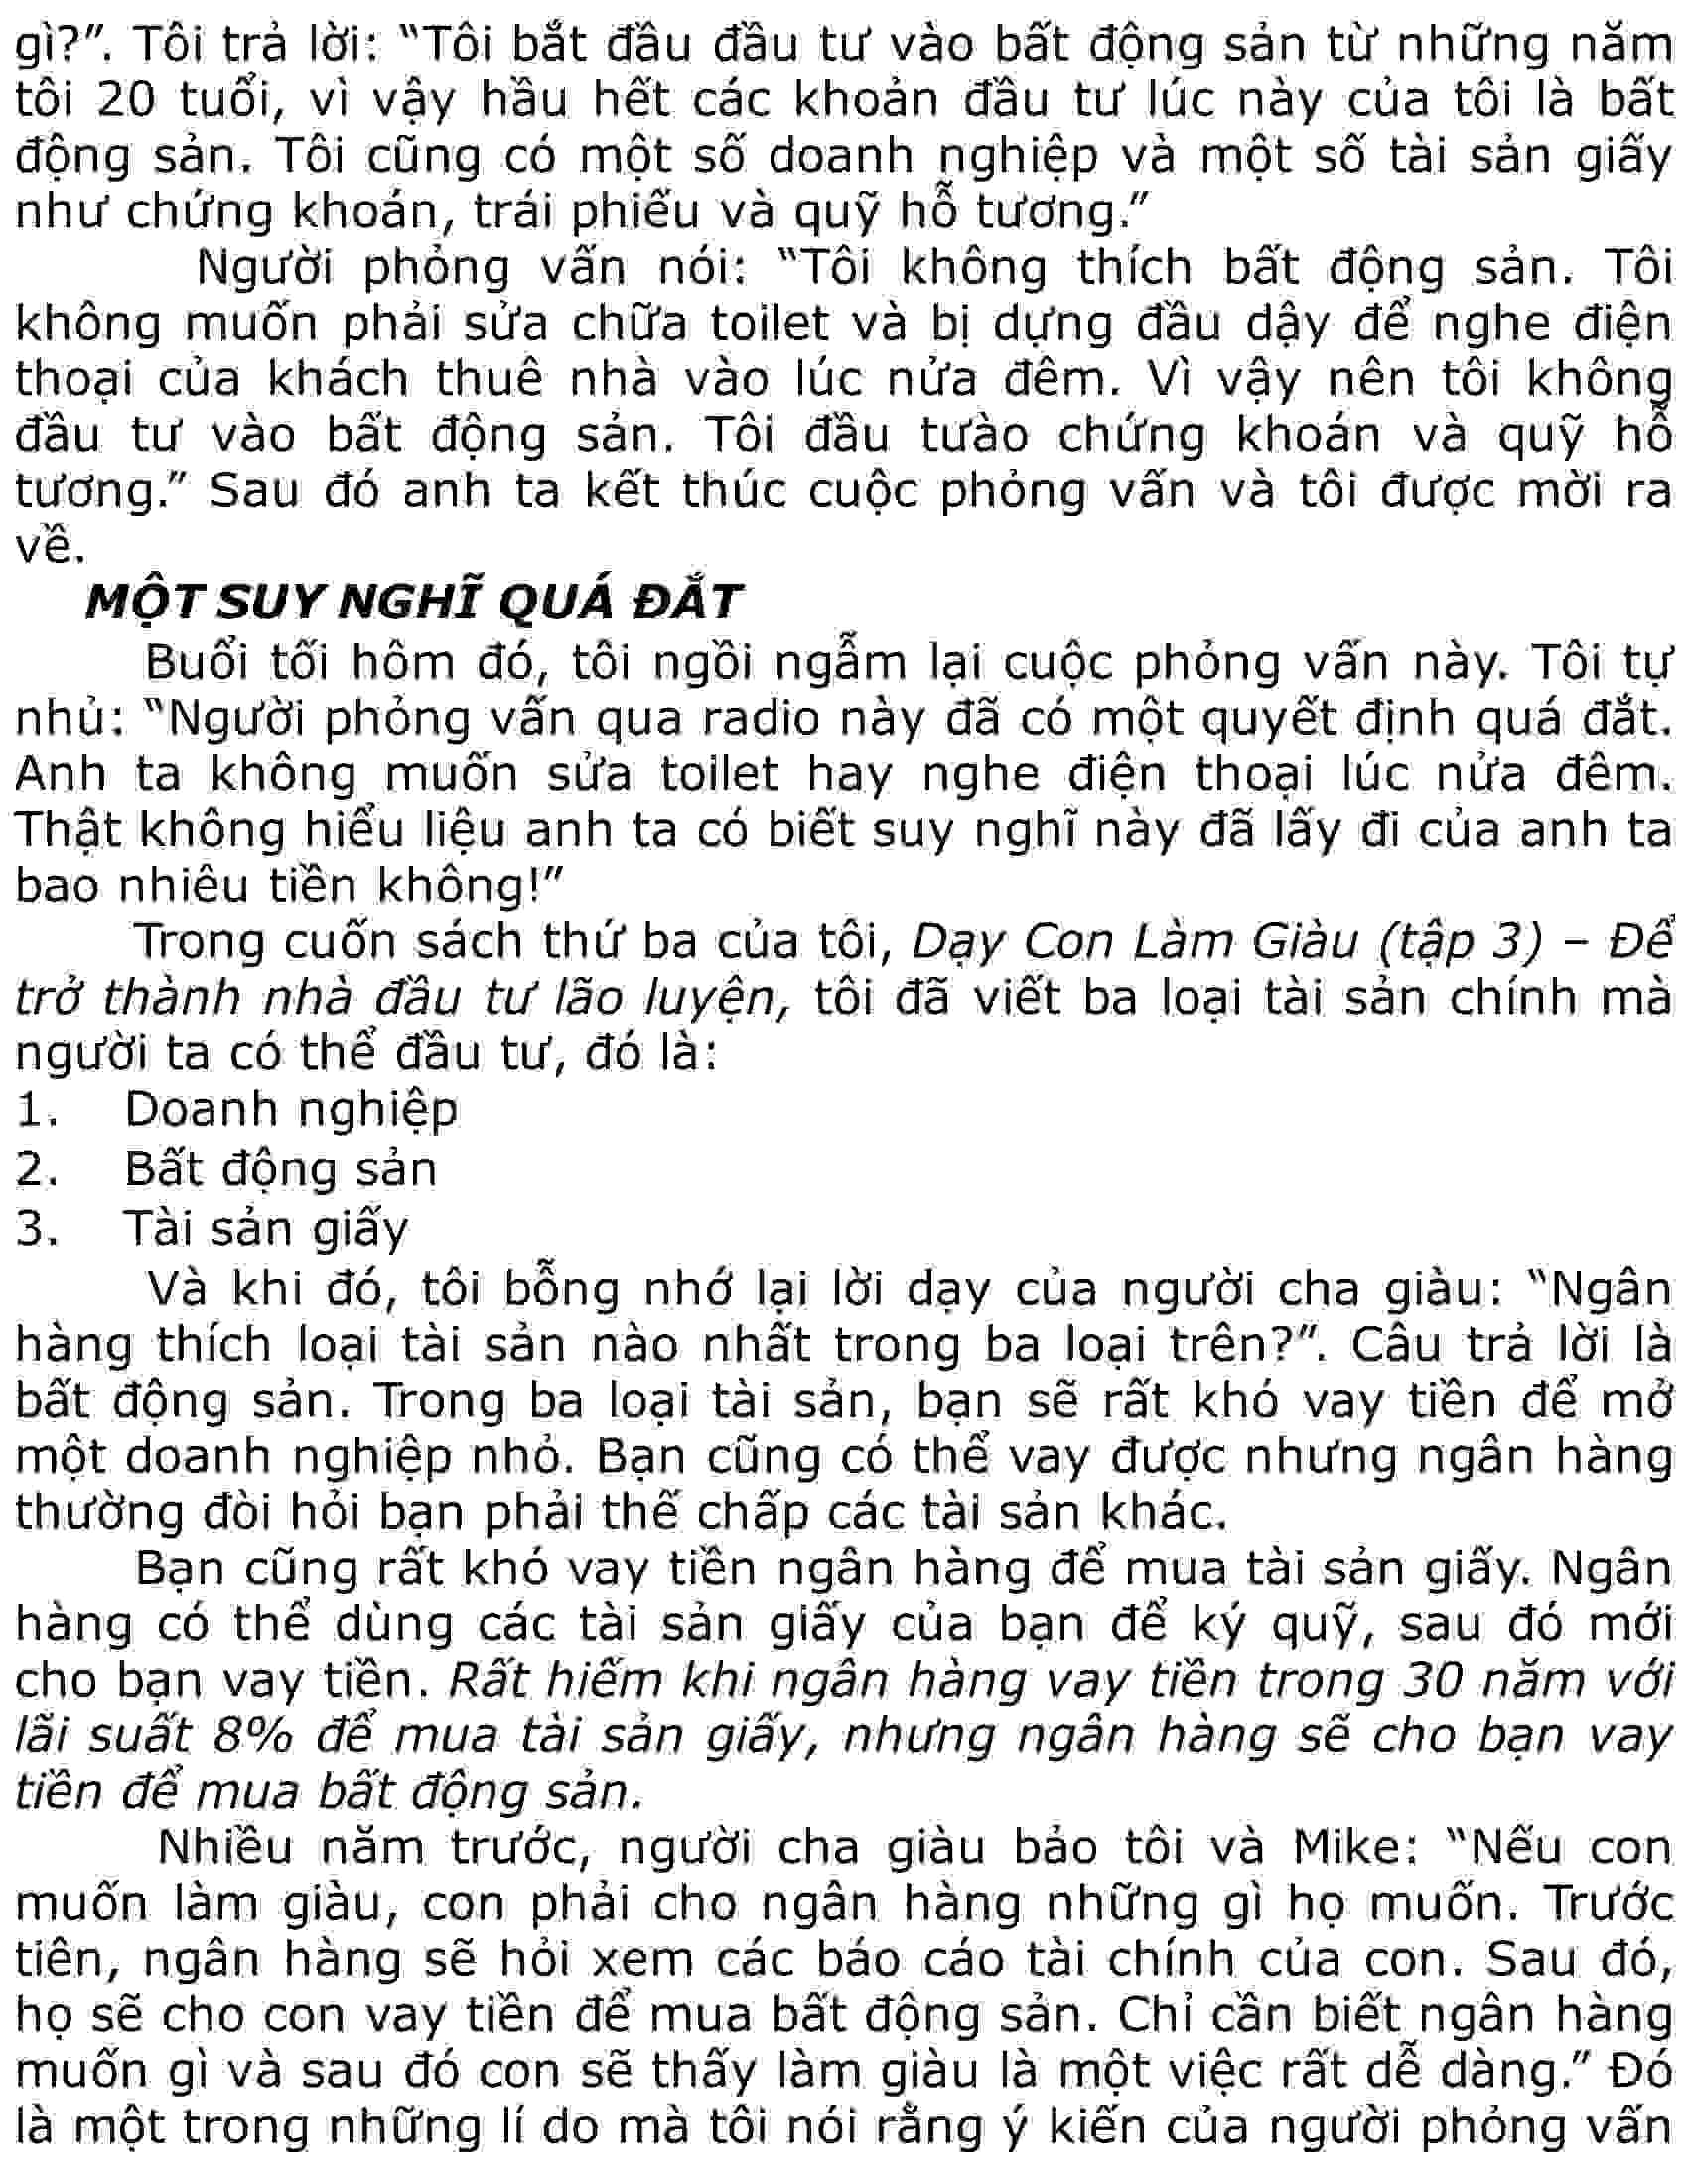 gì?”. Tôi trả lời: “Tôi bắt đầu đầu tư vào bất động sản từ những năm
tôi 20 tuổi, vì vậy hầu hết các khoản đầu tư lúc này của tôi là bất
động sản. Tôi cũng có một số doanh nghiệp và một số tài sản giấy
như chứng khoán, trái phiếu và quỹ hỗ tương.”
Người phỏng vấn nói: “Tôi không thích bất động sản. Tôi
không muốn phải sửa chữa toilet và bị dựng đầu dậy để nghe điện
thoại của khách thuê nhà vào lúc nửa đêm. Vì vậy nên tôi không
đầu tư vào bất động sản. Tôi đầu tưào chứng khoán và quỹ hỗ
tương.” Sau đó anh ta kết thúc cuộc phỏng vấn và tôi được mời ra
về.
MỘT SUY NGHĨ QUÁ ĐẮT
Buổi tối hôm đó, tôi ngồi ngẫm lại cuộc phỏng vấn này. Tôi tự
nhủ: “Người phỏng vấn qua radio này đã có một quyết định quá đắt.
Anh ta không muốn sửa toilet hay nghe điện thoại lúc nửa đêm.
Thật không hiểu liệu anh ta có biết suy nghĩ này đã lấy đi của anh ta
bao nhiêu tiền không!”
Trong cuốn sách thứ ba của tôi, Dạy Con Làm Giàu (tập 3) – Để
trở thành nhà đầu tư lão luyện, tôi đã viết ba loại tài sản chính mà
người ta có thể đầu tư, đó là:
1. Doanh nghiệp
2. Bất động sản
3. Tài sản giấy
Và khi đó, tôi bỗng nhớ lại lời dạy của người cha giàu: “Ngân
hàng thích loại tài sản nào nhất trong ba loại trên?”. Câu trả lời là
bất động sản. Trong ba loại tài sản, bạn sẽ rất khó vay tiền để mở
một doanh nghiệp nhỏ. Bạn cũng có thể vay được nhưng ngân hàng
thường đòi hỏi bạn phải thế chấp các tài sản khác.
Bạn cũng rất khó vay tiền ngân hàng để mua tài sản giấy. Ngân
hàng có thể dùng các tài sản giấy của bạn để ký quỹ, sau đó mới
cho bạn vay tiền. Rất hiếm khi ngân hàng vay tiền trong 30 năm với
lãi suất 8% để mua tài sản giấy, nhưng ngân hàng sẽ cho bạn vay
tiền để mua bất động sản.
Nhiều năm trước, người cha giàu bảo tôi và Mike: “Nếu con
muốn làm giàu, con phải cho ngân hàng những gì họ muốn. Trước
tiên, ngân hàng sẽ hỏi xem các báo cáo tài chính của con. Sau đó,
họ sẽ cho con vay tiền để mua bất động sản. Chỉ cần biết ngân hàng
muốn gì và sau đó con sẽ thấy làm giàu là một việc rất dễ dàng.” Đó
là một trong những lí do mà tôi nói rằng ý kiến của người phỏng vấn